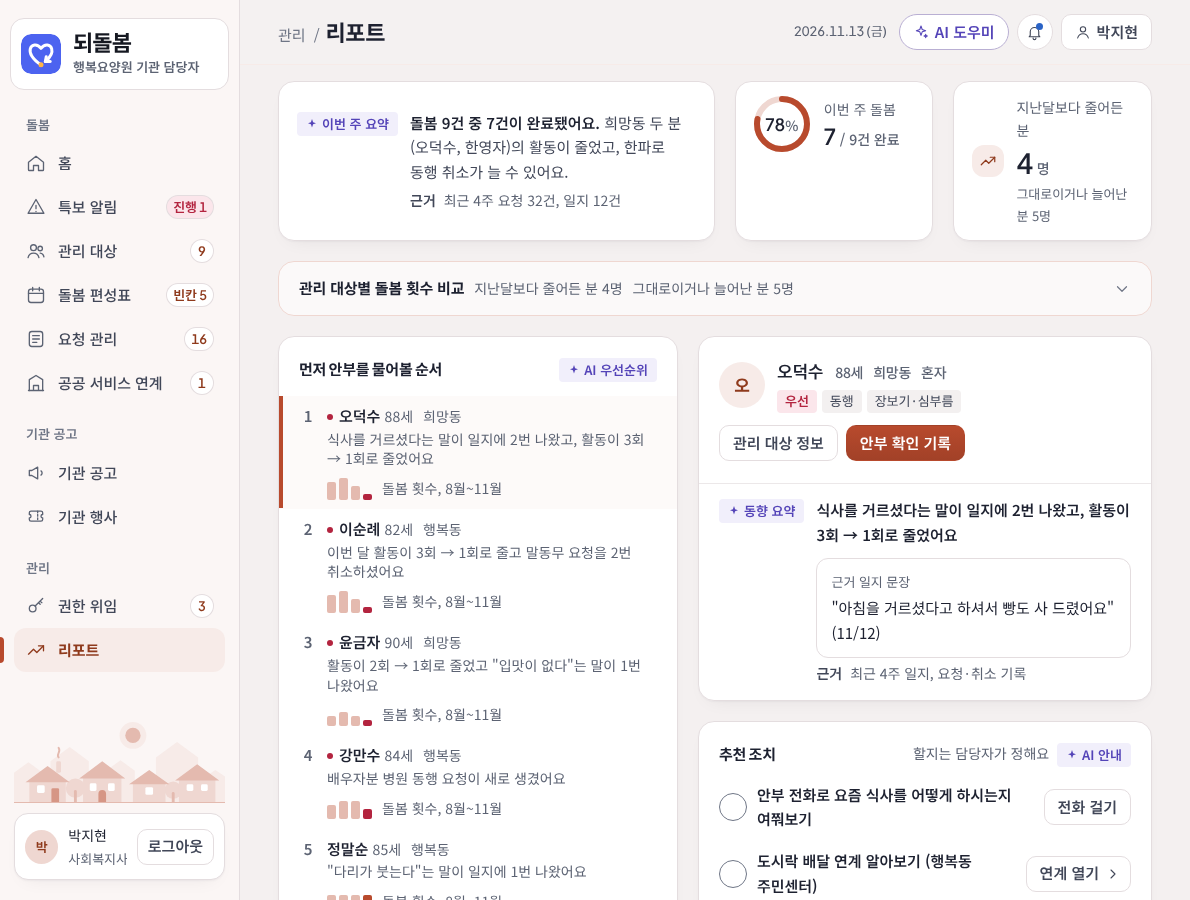 되돌봄
행복요양원 기관 담당자
돌봄
홈
특보 알림 진행 1
관리 대상 9
돌봄 편성표 빈칸 5
요청 관리 16
공공 서비스 연계 1
기관 공고
기관 공고
기관 행사
관리
권한 위임 3
리포트
박 박지현
사회복지사
로그아웃
관리 / 리포트
2026.11.13(금) AI 도우미 박지현
이번 주 요약 돌봄 9건 중 7건이 완료됐어요. 희망동 두 분
(오덕수, 한영자)의 활동이 줄었고, 한파로
동행 취소가 늘 수 있어요.
근거 최근 4주 요청 32건, 일지 12건
78% 이번 주 돌봄
7 / 9건 완료
지난달보다 줄어든
분
4 명
그대로이거나 늘어난
분 5명
관리 대상별 돌봄 횟수 비교 지난달보다 줄어든 분 4명 그대로이거나 늘어난 분 5명
먼저 안부를 물어볼 순서 AI 우선순위
1 오덕수 88세 희망동
식사를 거르셨다는 말이 일지에 2번 나왔고, 활동이 3회
→ 1회로 줄었어요
돌봄 횟수, 8월~11월
2 이순례 82세 행복동
이번 달 활동이 3회 → 1회로 줄고 말동무 요청을 2번
취소하셨어요
돌봄 횟수, 8월~11월
3 윤금자 90세 희망동
활동이 2회 → 1회로 줄었고 "입맛이 없다"는 말이 1번
나왔어요
돌봄 횟수, 8월~11월
4 강만수 84세 행복동
배우자분 병원 동행 요청이 새로 생겼어요
돌봄 횟수, 8월~11월
5 정말순 85세 행복동
"다리가 붓는다"는 말이 일지에 1번 나왔어요
돌봄 횟수, 8월~11월
오 오덕수 88세 희망동 혼자
우선 동행 장보기·심부름
관리 대상 정보 안부 확인 기록
동향 요약 식사를 거르셨다는 말이 일지에 2번 나왔고, 활동이
3회 → 1회로 줄었어요
근거 일지 문장
"아침을 거르셨다고 하셔서 빵도 사 드렸어요"
(11/12)
근거 최근 4주 일지, 요청·취소 기록
추천 조치 할지는 담당자가 정해요 AI 안내
안부 전화로 요즘 식사를 어떻게 하시는지
여쭤보기
전화 걸기
도시락 배달 연계 알아보기 (행복동
주민센터)
연계 열기